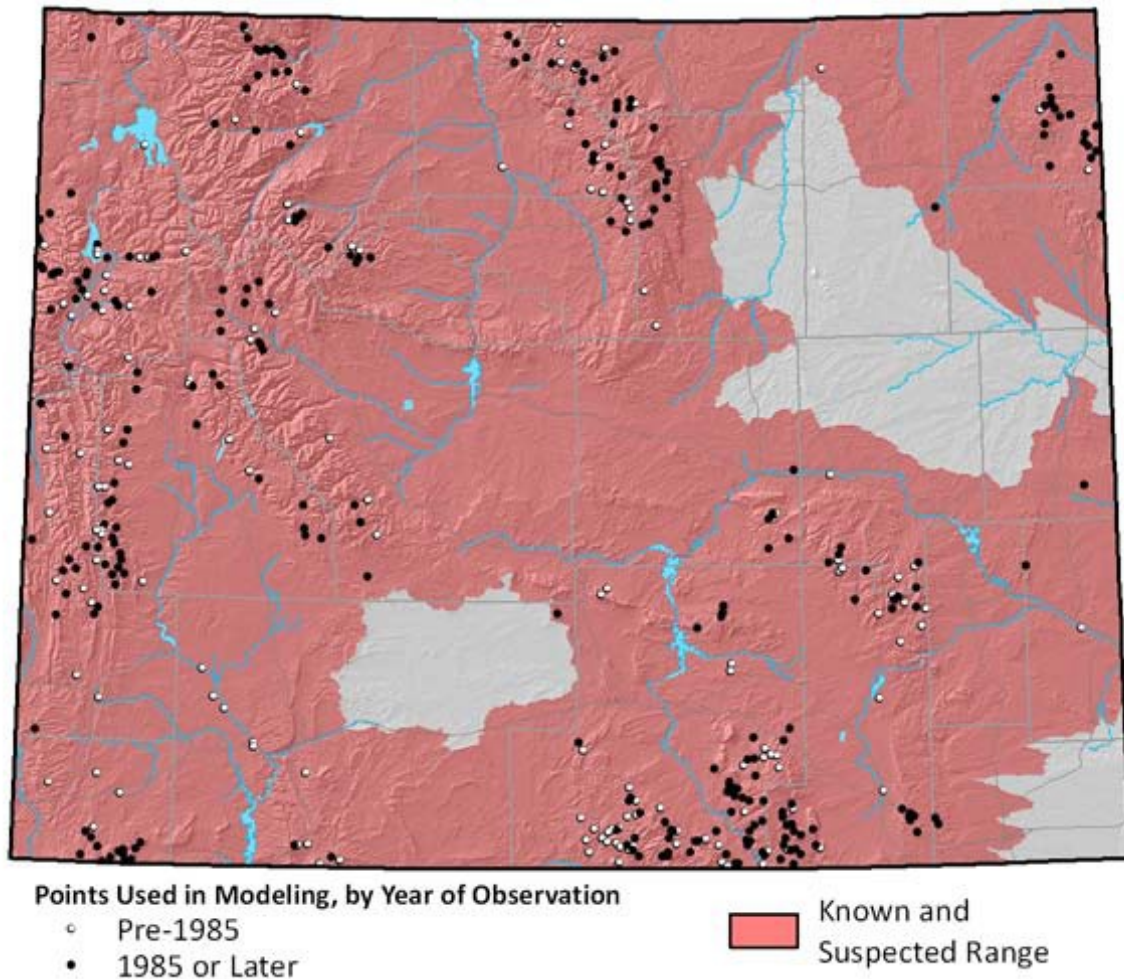 Points Used in Modeling, by Year of Observation
Pre-1985
1985 or Later
Known and
Suspected Range